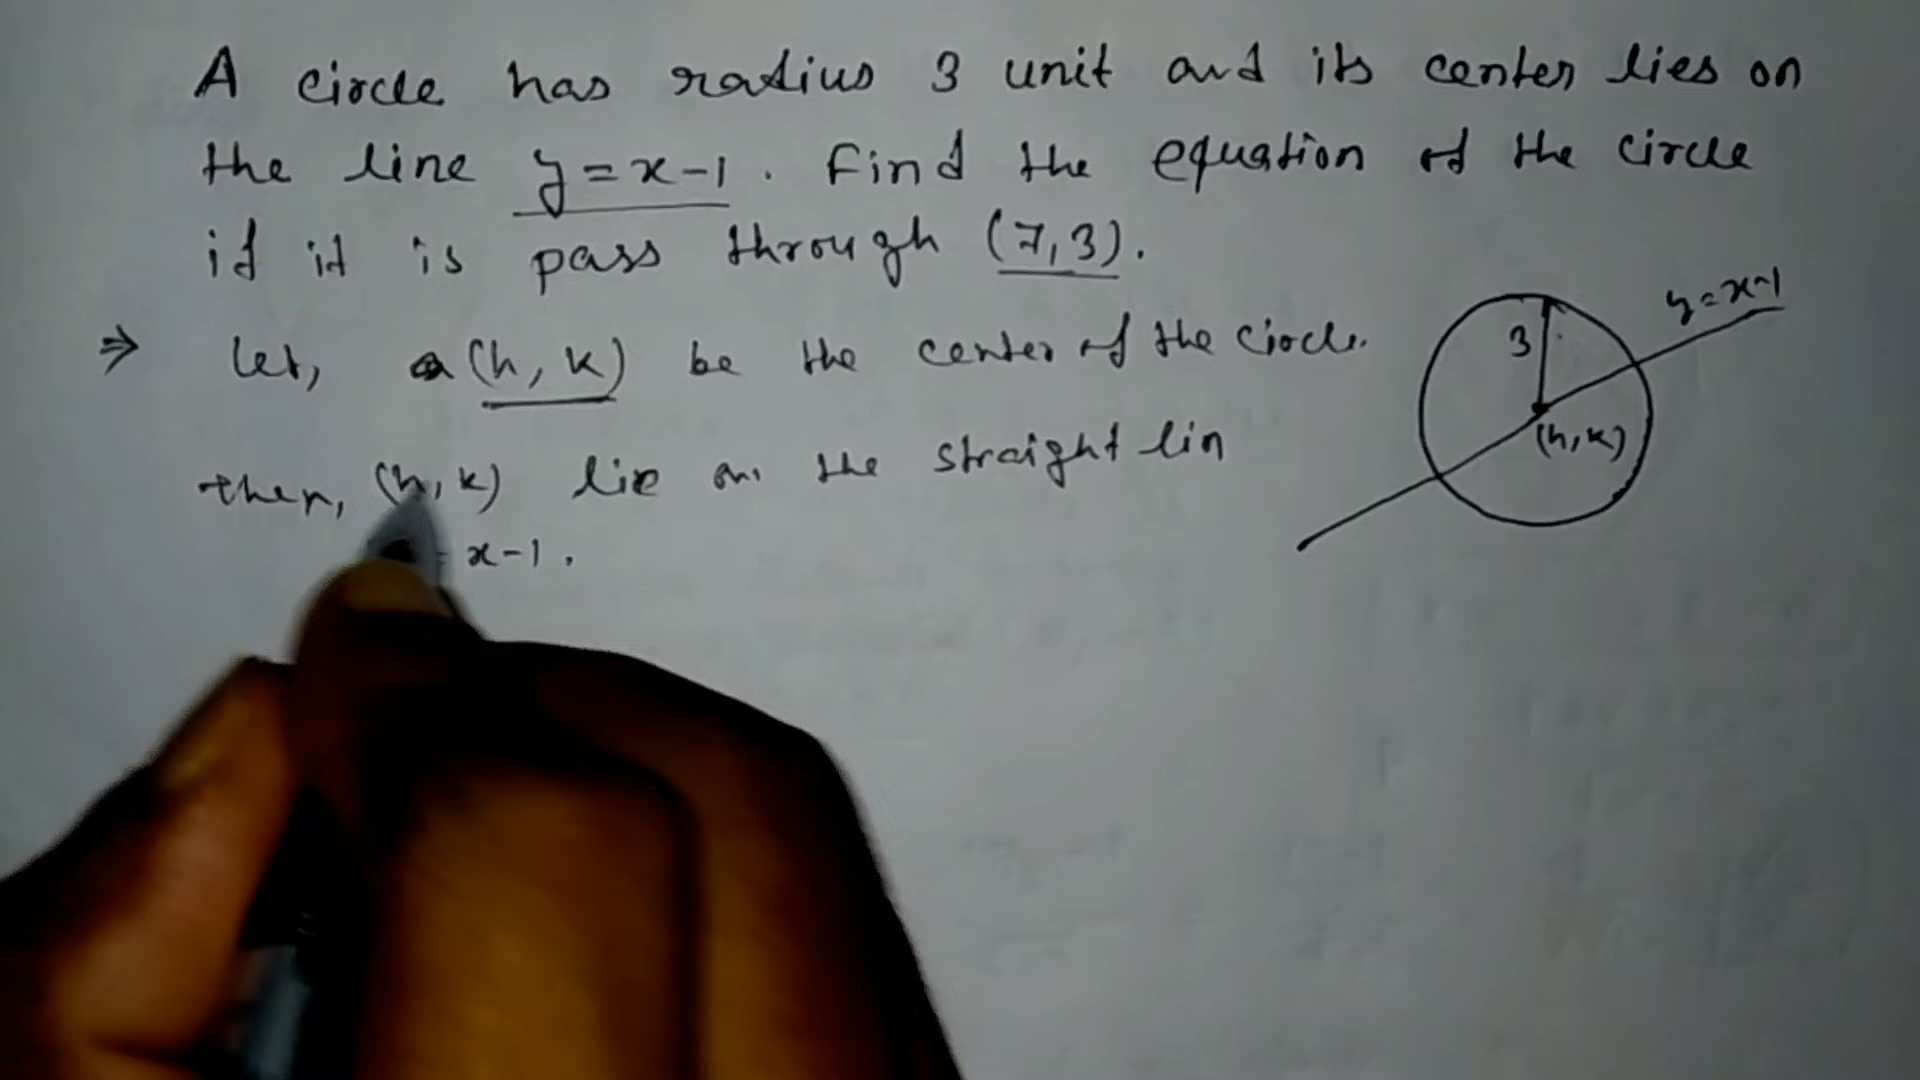 A circle has radius 3 unit and its center lies on
the line y=x-1. Find the equation of the circle
if it is pass through (7,3).
⇒ Let, (h, k) be the center of the circle.
then, (h, k) lie on the straight lin
= x-1.
y=x-1
3
(h,k)